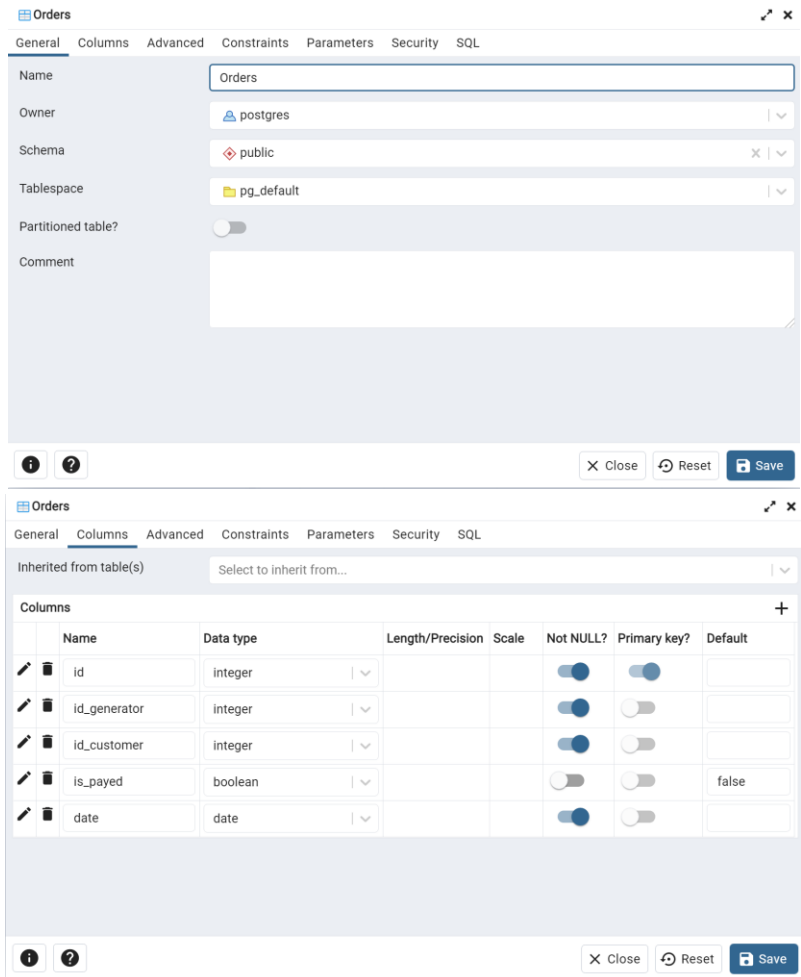 Orders
General Columns Advanced Constraints Parameters Security SQL
Name Orders
Owner postgres
Schema public
Tablespace pg_default
Partitioned table?
Comment
Close Reset Save
Orders
General Columns Advanced Constraints Parameters Security SQL
Inherited from table(s) Select to inherit from...
Columns
Name Data type Length/Precision Scale Not NULL? Primary key? Default
id integer
id_generator integer
id_customer integer
is_payed boolean false
date date
Close Reset Save